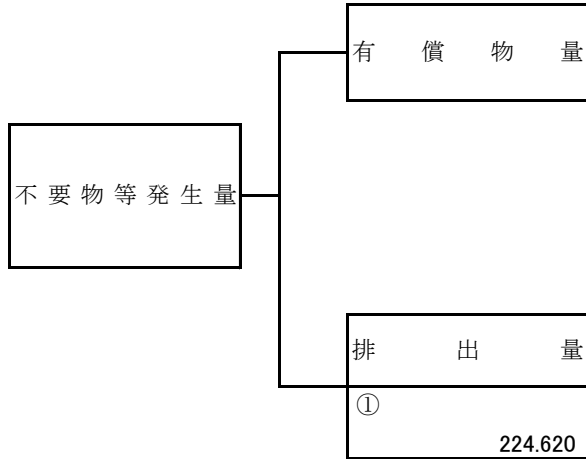 有償物量
不要物等発生量
排出量
①
224.620